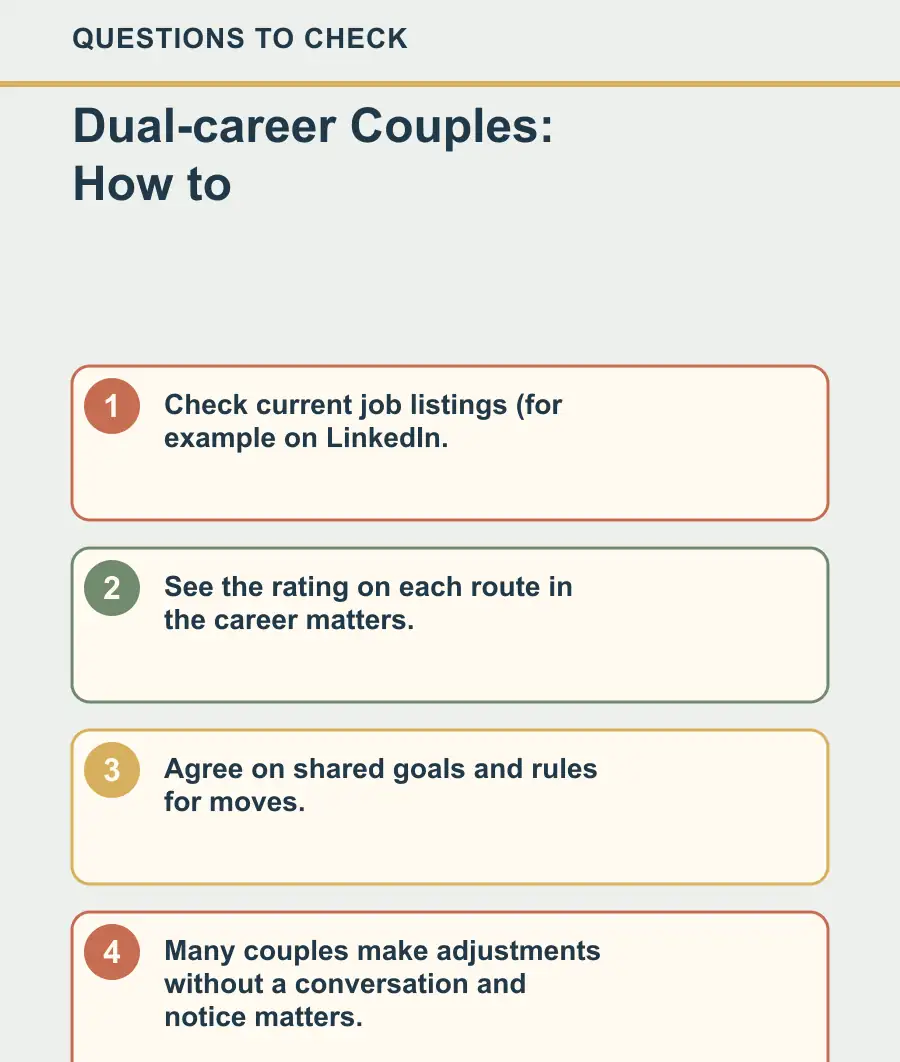 QUESTIONS TO CHECK
Dual-career Couples:
How to
1
Check current job listings (for
example on LinkedIn.
2
See the rating on each route in
the career matters.
3
Agree on shared goals and rules
for moves.
4
Many couples make adjustments
without a conversation and
notice matters.